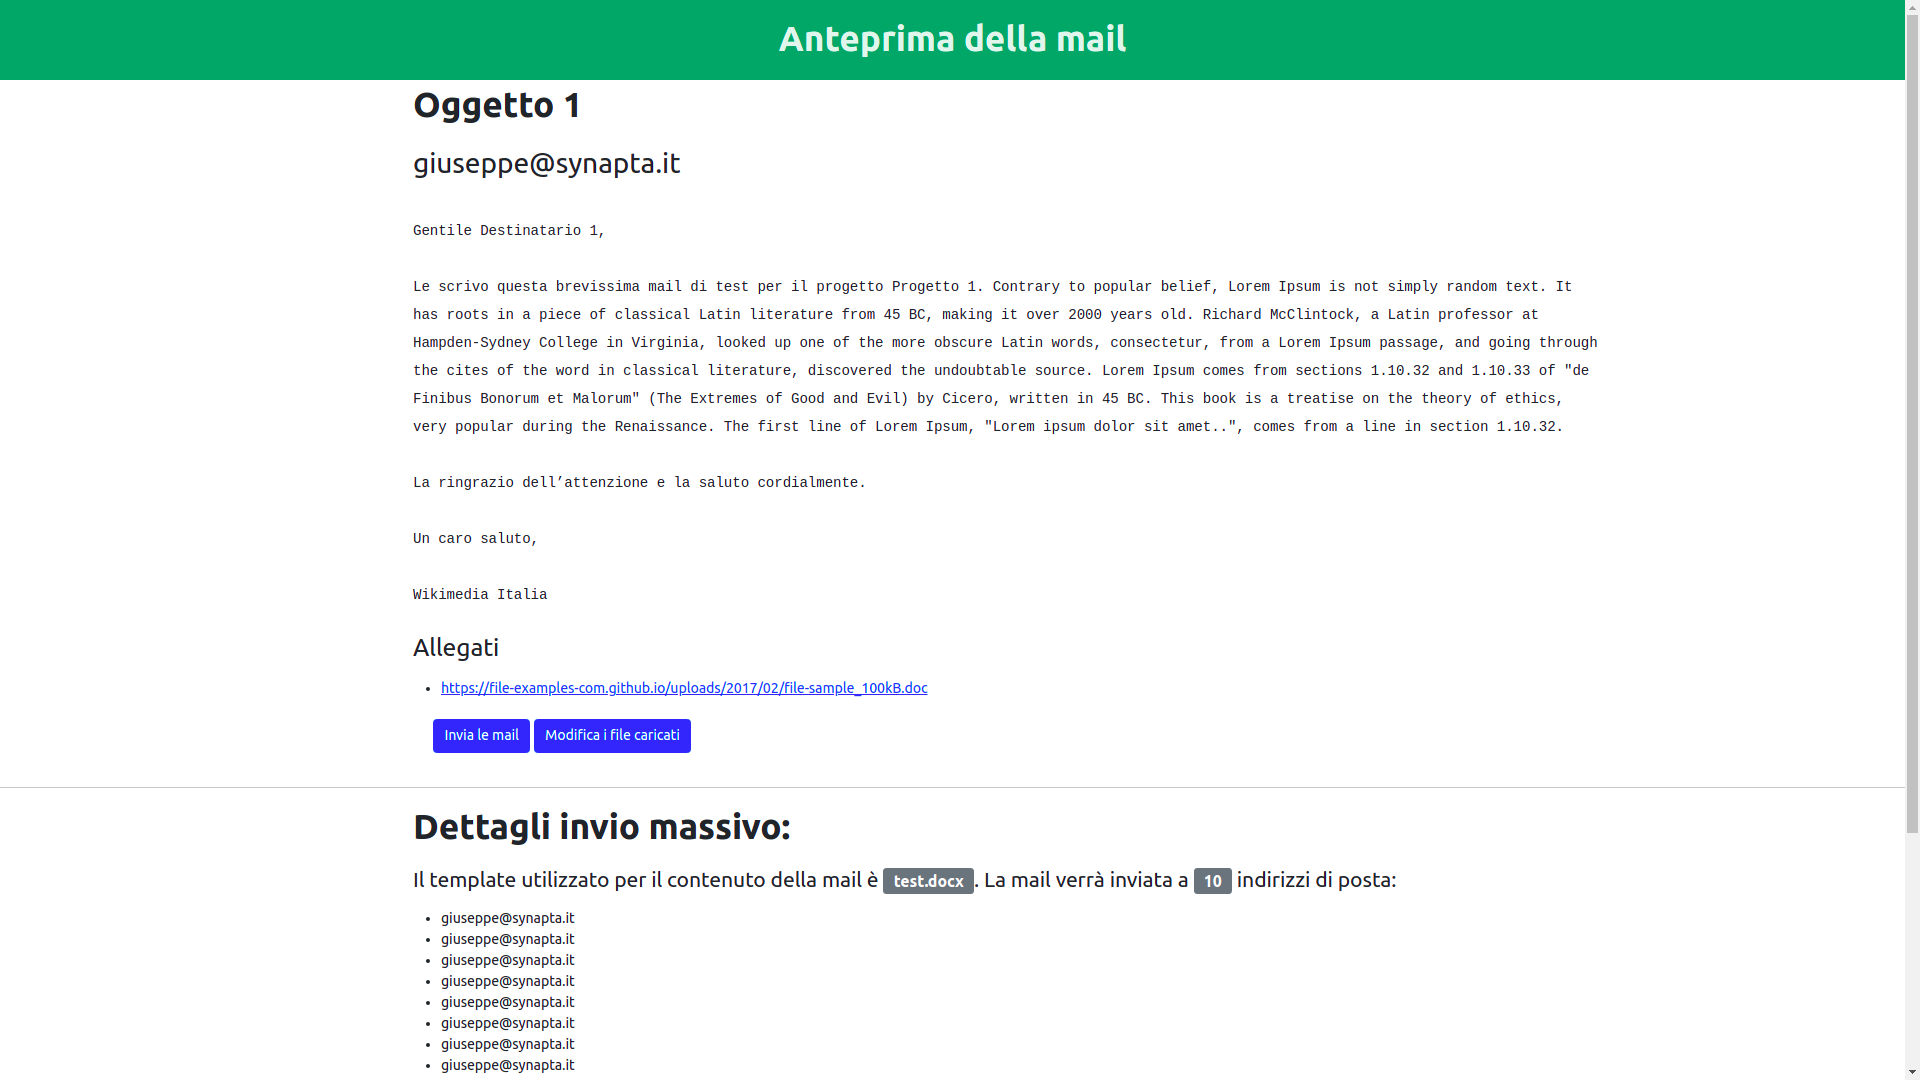 Anteprima della mail
Oggetto 1
giuseppe@synapta.it
Gentile Destinatario 1,
Le scrivo questa brevissima mail di test per il progetto Progetto 1. Contrary to popular belief, Lorem Ipsum is not simply random text. It
has roots in a piece of classical Latin literature from 45 BC, making it over 2000 years old. Richard McClintock, a Latin professor at
Hampden-Sydney College in Virginia, looked up one of the more obscure Latin words, consectetur, from a Lorem Ipsum passage, and going through
the cites of the word in classical literature, discovered the undoubtable source. Lorem Ipsum comes from sections 1.10.32 and 1.10.33 of "de
Finibus Bonorum et Malorum" (The Extremes of Good and Evil) by Cicero, written in 45 BC. This book is a treatise on the theory of ethics,
very popular during the Renaissance. The first line of Lorem Ipsum, "Lorem ipsum dolor sit amet..", comes from a line in section 1.10.32.
La ringrazio dell’attenzione e la saluto cordialmente.
Un caro saluto,
Wikimedia Italia
Allegati
• https://file-examples-com.github.io/uploads/2017/02/file-sample_100kB.doc
Invia le mail Modifica i file caricati
Dettagli invio massivo:
Il template utilizzato per il contenuto della mail è test.docx. La mail verrà inviata a 10 indirizzi di posta:
• giuseppe@synapta.it
• giuseppe@synapta.it
• giuseppe@synapta.it
• giuseppe@synapta.it
• giuseppe@synapta.it
• giuseppe@synapta.it
• giuseppe@synapta.it
• giuseppe@synapta.it